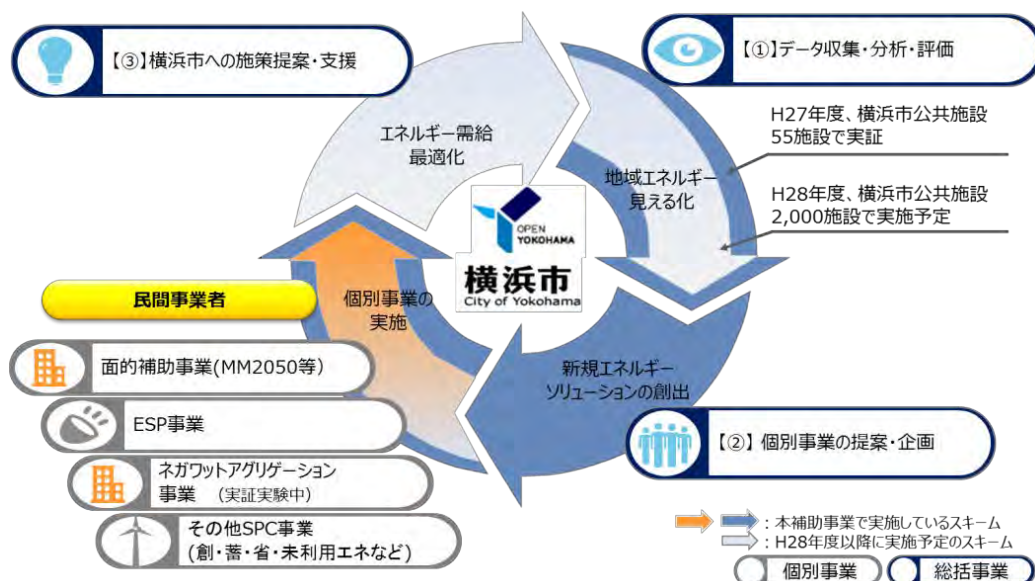 【③】横浜市への施策提案・支援
【①】データ収集・分析・評価
H27年度、横浜市公共施設
55施設で実証
H28年度、横浜市公共施設
2,000施設で実施予定
エネルギー需給
最適化
地域エネルギー
見える化
OPEN
YOKOHAMA
横浜市
City of Yokohama
個別事業の
実施
新規エネルギー
ソリューションの創出
民間事業者
面的補助事業(MM2050等）
ESP事業
ネガワットアグリゲーション
事業 （実証実験中）
その他SPC事業
(創・蓄・省・未利用エネなど)
【②】 個別事業の提案・企画
：本補助事業で実施しているスキーム
：H28年度以降に実施予定のスキーム
個別事業
総括事業